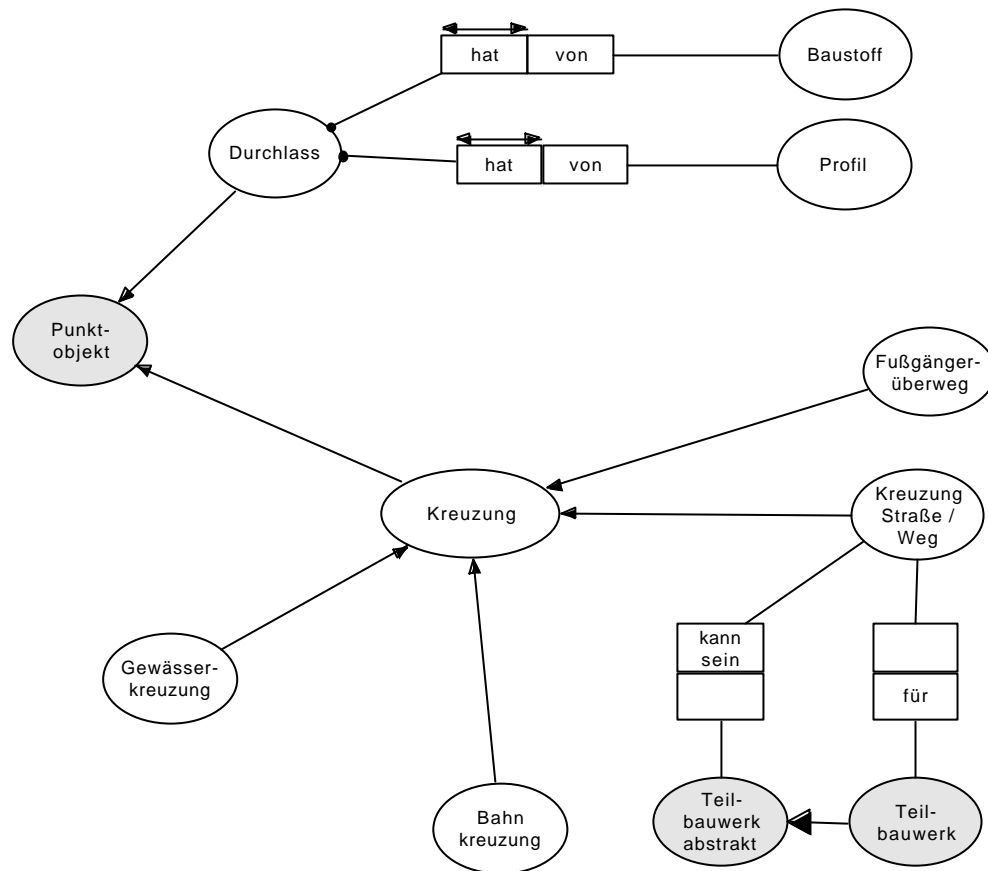 hat
von
Baustoff
Durchlass
hat
von
Profil
Punkt-
objekt
Fußgänger-
überweg
Kreuzung
Kreuzung
Straße /
Weg
kann
sein
Gewässer-
kreuzung
für
Bahn
kreuzung
Teil-
bauwerk
abstrakt
Teil-
bauwerk